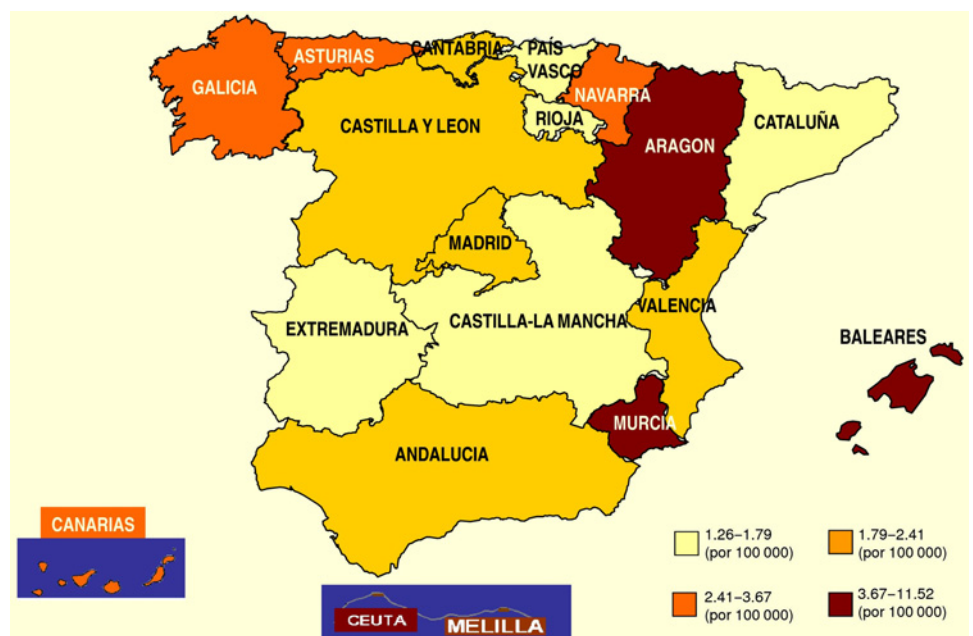 CANTABRIA
PAÍS
VASCO
ASTURIAS
GALICIA
NAVARRA
RIOJA
CASTILLA Y LEON
ARAGON
CATALUÑA
MADRID
VALENCIA
EXTREMADURA
CASTILLA-LA MANCHA
BALEARES
MURCÍA
ANDALUCIA
CANARIAS
1.26–1.79
(por 100 000)
1.79–2.41
(por 100 000)
2.41–3.67
(por 100 000)
3.67–11.52
(por 100 000)
CEUTA
MELILLA